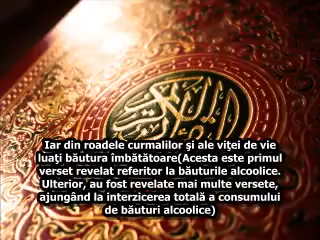 Iar din roadele curmalilor şi ale viţei de vie
luaţi băutura îmbătătoare(Acesta este primul
verset revelat referitor la băuturile alcoolice.
Ulterior, au fost revelate mai multe versete,
ajungând la interzicerea totală a consumului
de băuturi alcoolice)